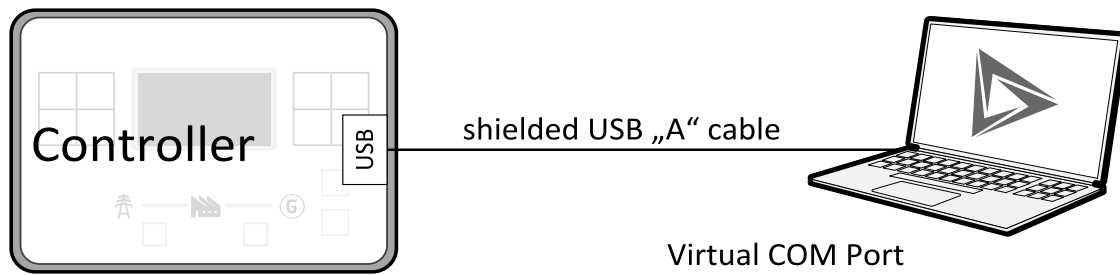 shielded USB „A“ cable
Controller
USB
G
Virtual COM Port